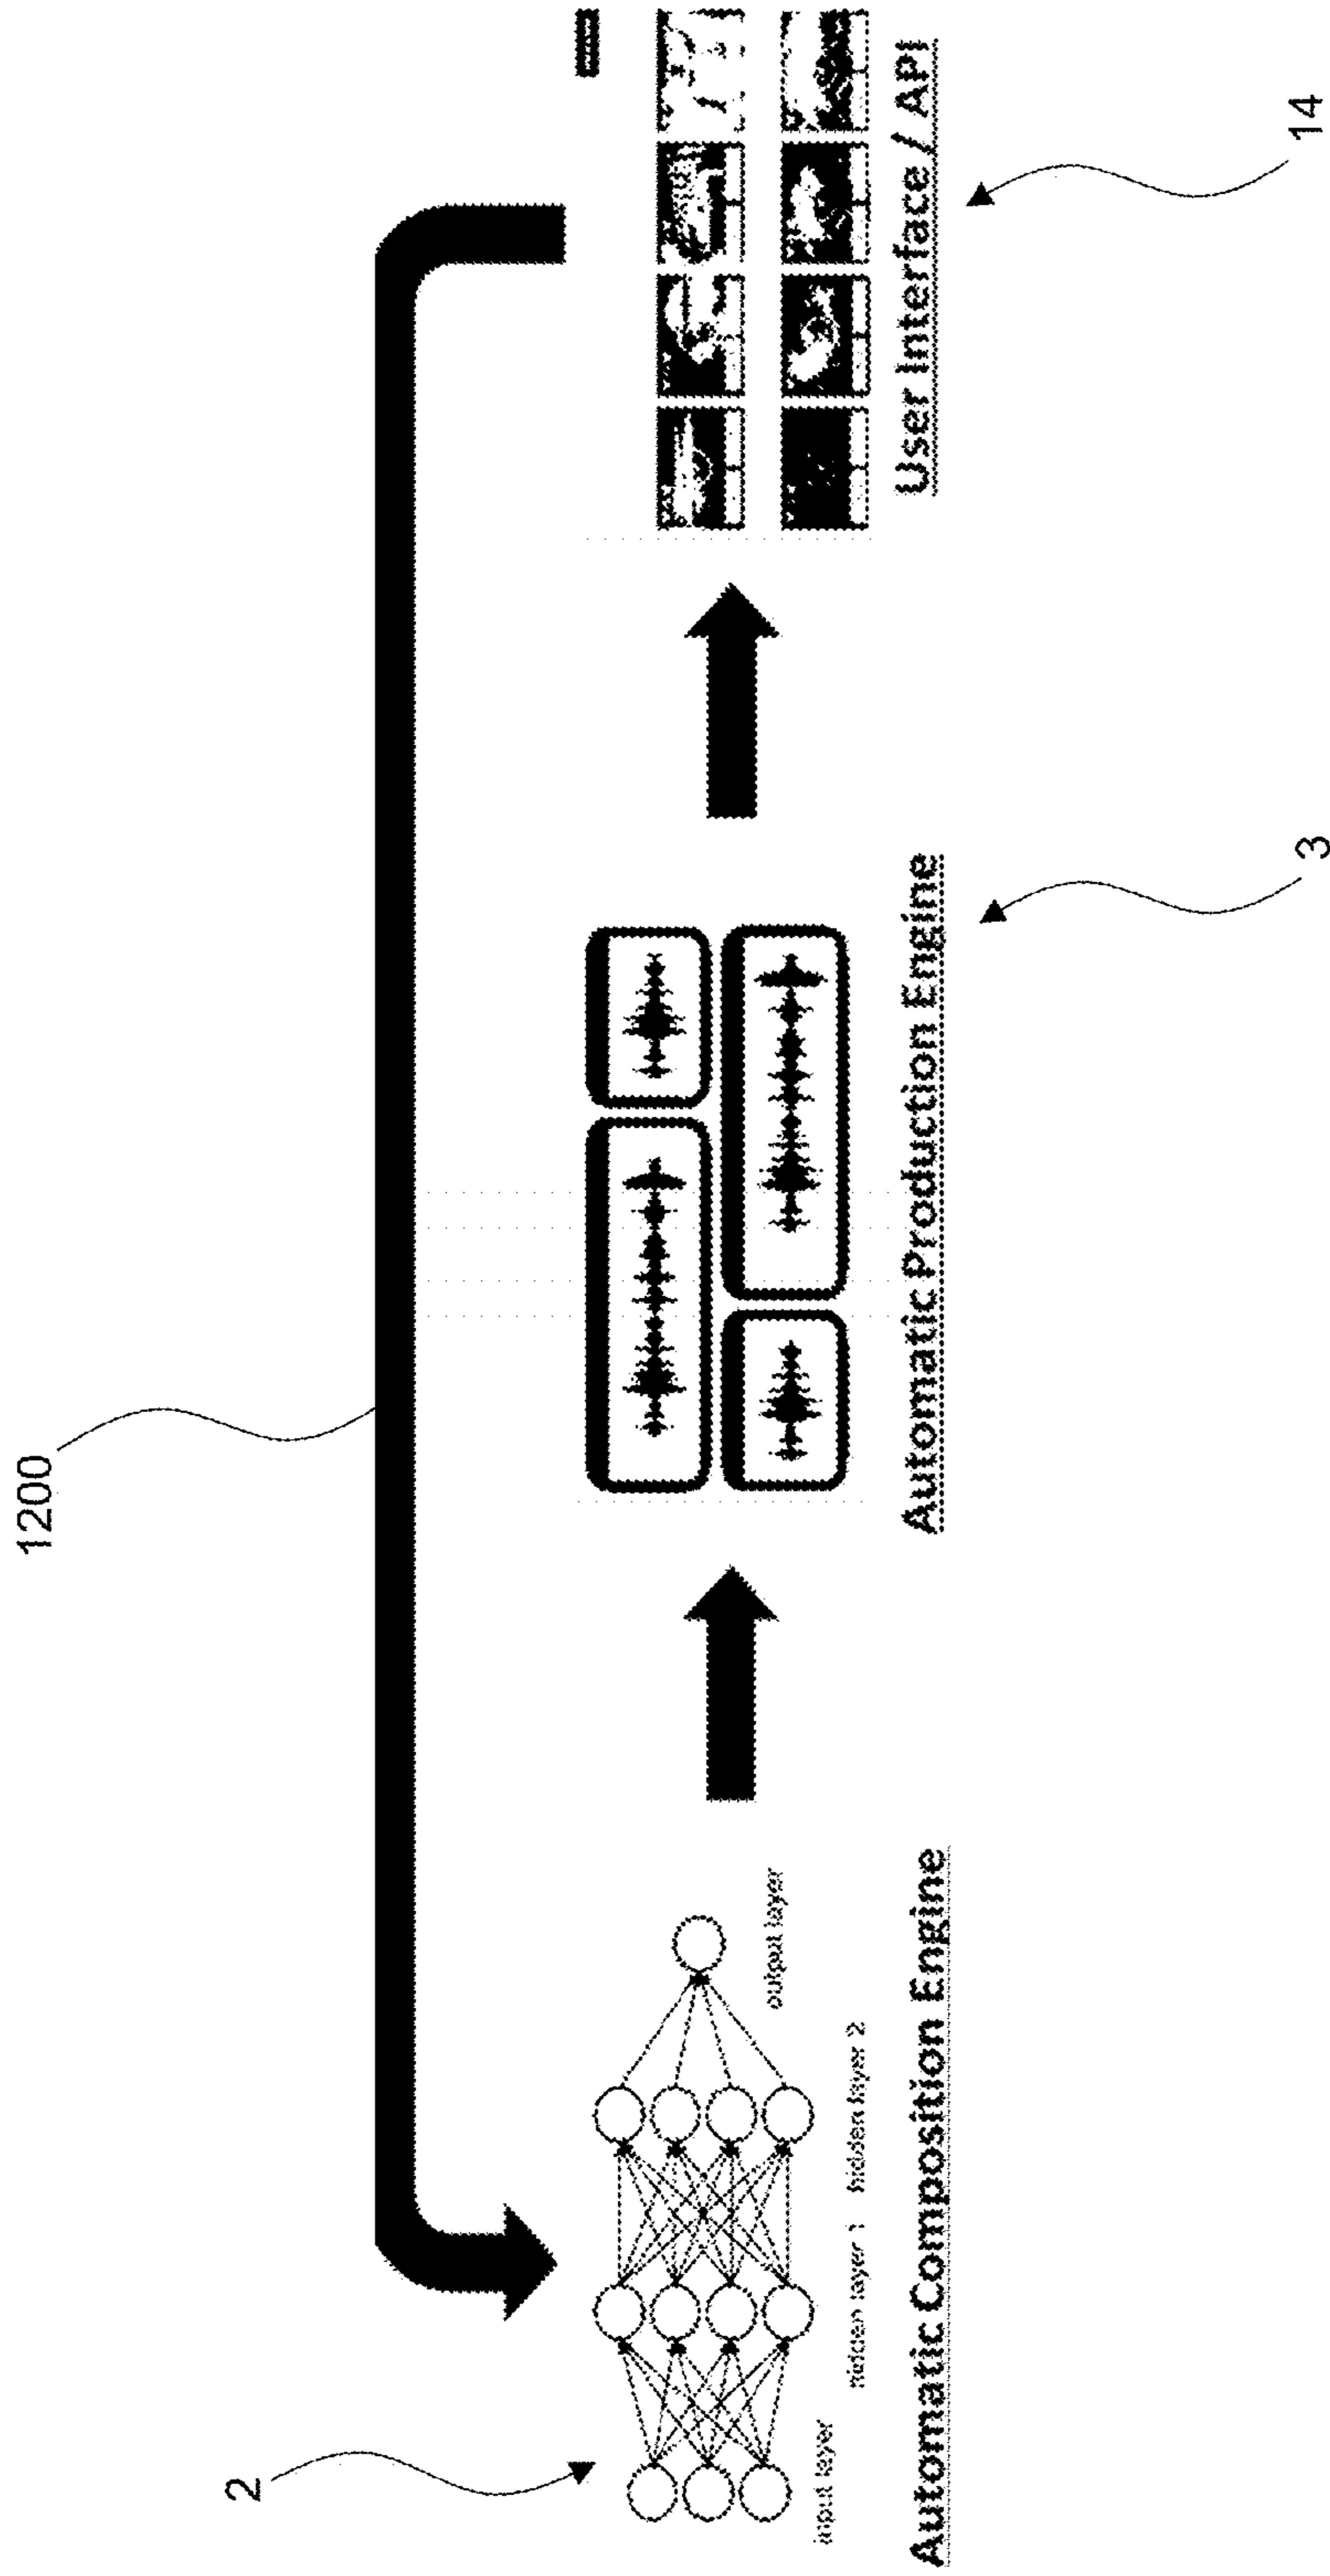 1200
2
input layer
hidden layer 1
hidden layer 2
output layer
Automatic Composition Engine
Automatic Production Engine
3
User Interface / API
14